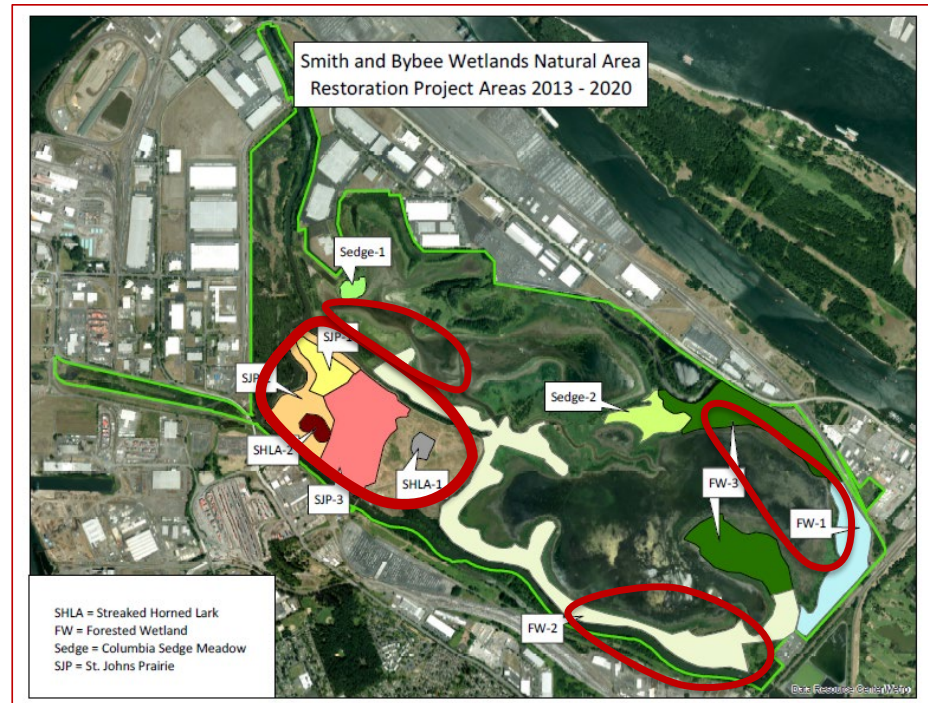 Smith and Bybee Wetlands Natural Area
Restoration Project Areas 2013 - 2020
Sedge-1
SJP-1
SHLA-2
SJP-3
SHLA-1
Sedge-2
FW-3
FW-1
FW-2
SHLA = Streaked Horned Lark
FW = Forested Wetland
Sedge = Columbia Sedge Meadow
SJP = St. Johns Prairie
Data Resource Center/Metro